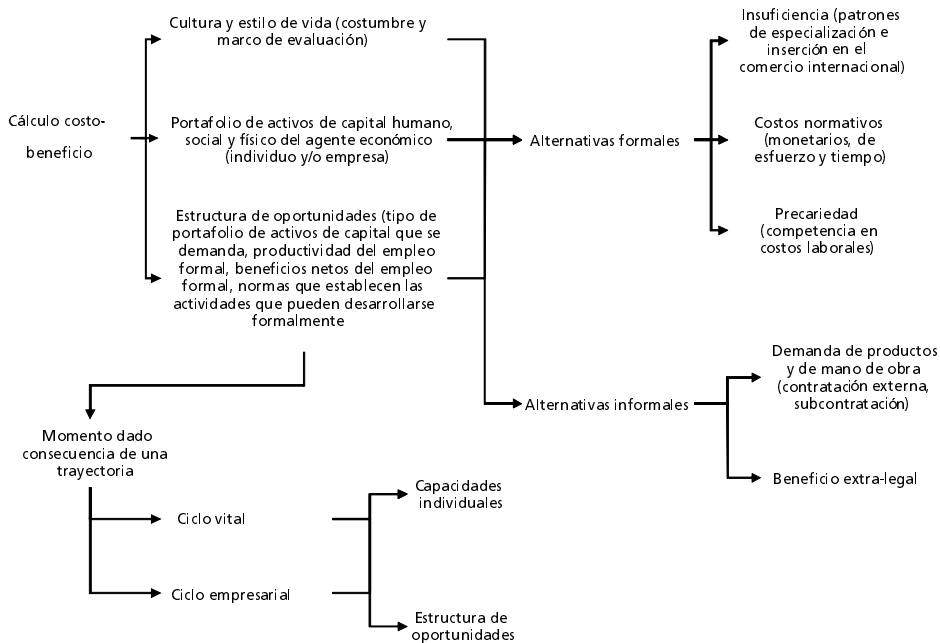 Cálculo costo-
beneficio
Cultura y estilo de vida (costumbre y
marco de evaluación)
Portafolio de activos de capital humano,
social y físico del agente económico
(individuo y/o empresa)
Estructura de oportunidades (tipo de
portafolio de activos de capital que se
demanda, productividad del empleo
formal, beneficios netos del empleo
formal, normas que establecen las
actividades que pueden desarrollarse
formalmente
Alternativas formales
Insuficiencia (patrones
de especialización e
inserción en el
comercio internacional)
Costos normativos
(monetarios, de
esfuerzo y tiempo)
Precariedad
(competencia en
costos laborales)
Alternativas informales
Demanda de productos
y de mano de obra
(contratación externa,
subcontratación)
Beneficio extra-legal
Momento dado
consecuencia de una
trayectoria
Ciclo vital
Ciclo empresarial
Capacidades
individuales
Estructura de
oportunidades